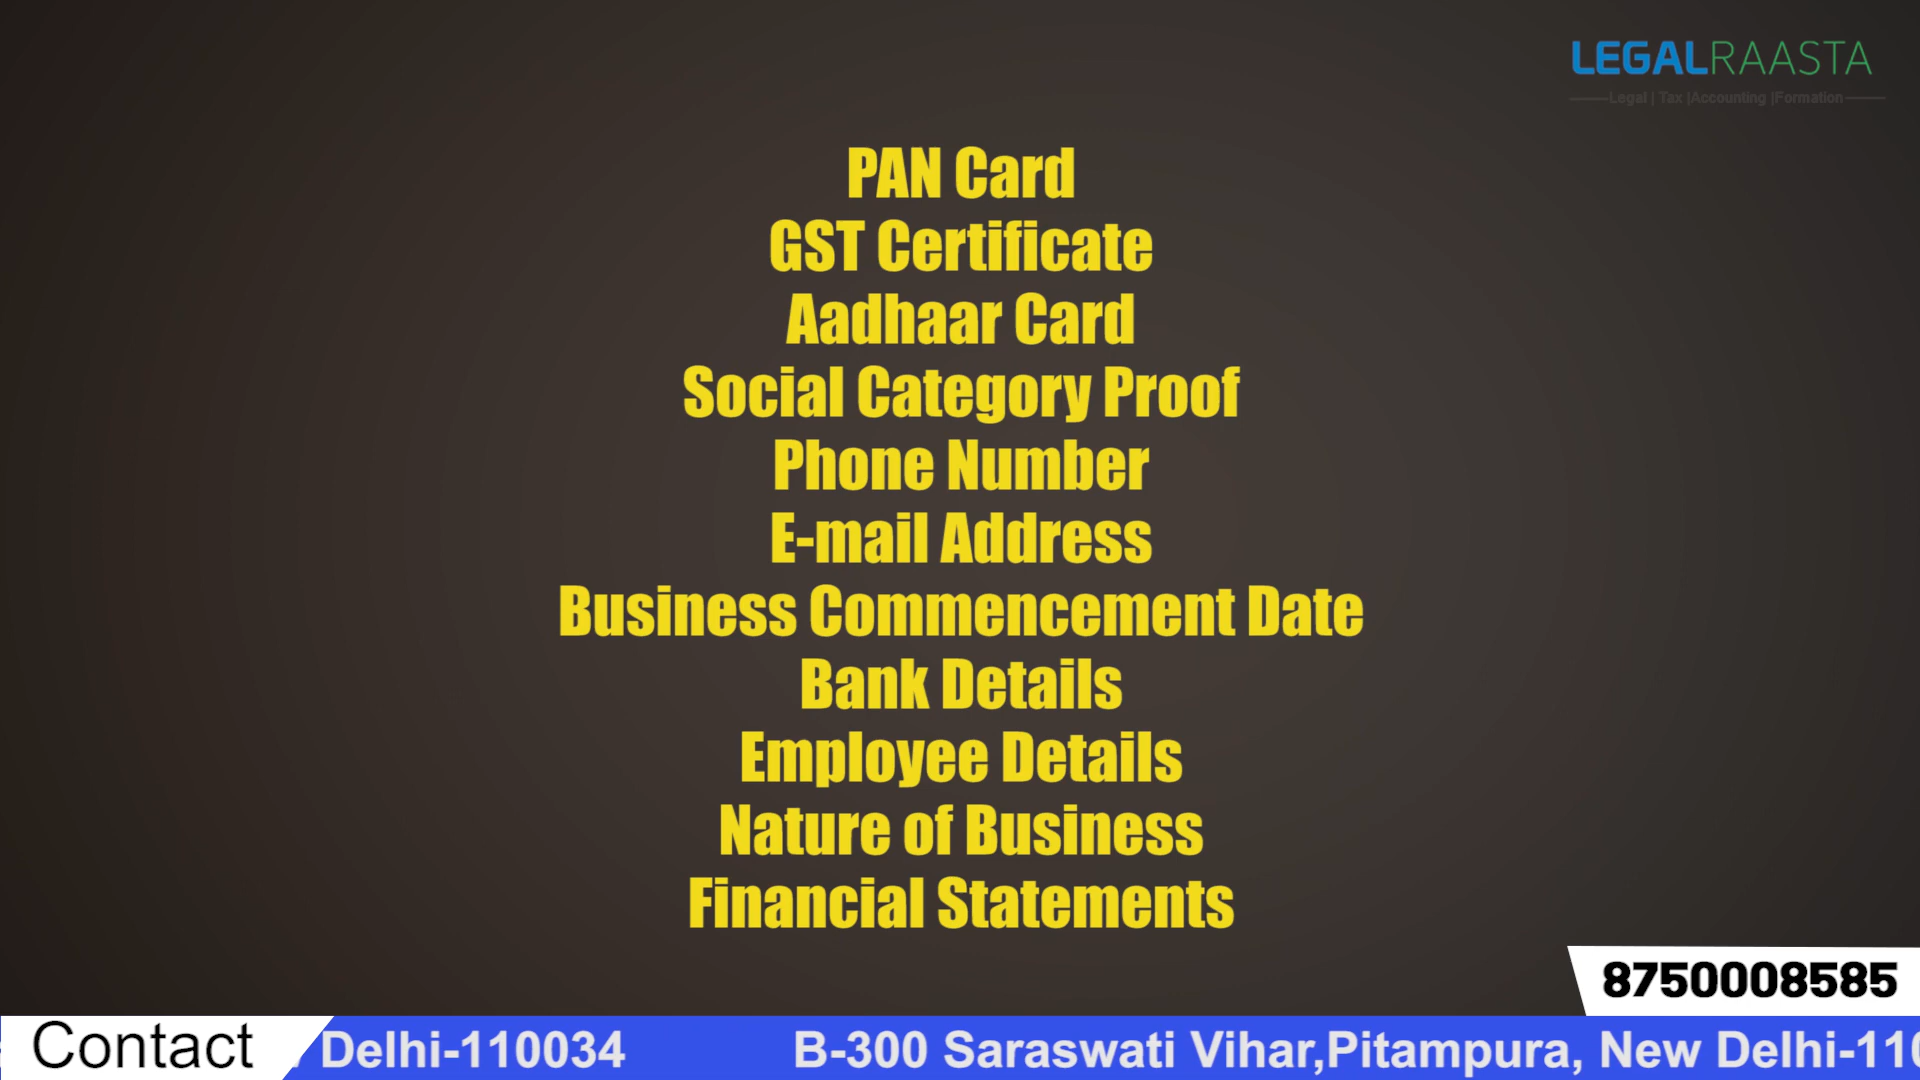 LEGALRAASTA
Legal | Tax |Accounting |Formation
PAN Card
GST Certificate
Aadhaar Card
Social Category Proof
Phone Number
E-mail Address
Business Commencement Date
Bank Details
Employee Details
Nature of Business
Financial Statements
8750008585
Contact Delhi-110034 B-300 Saraswati Vihar,Pitampura, New Delhi-110